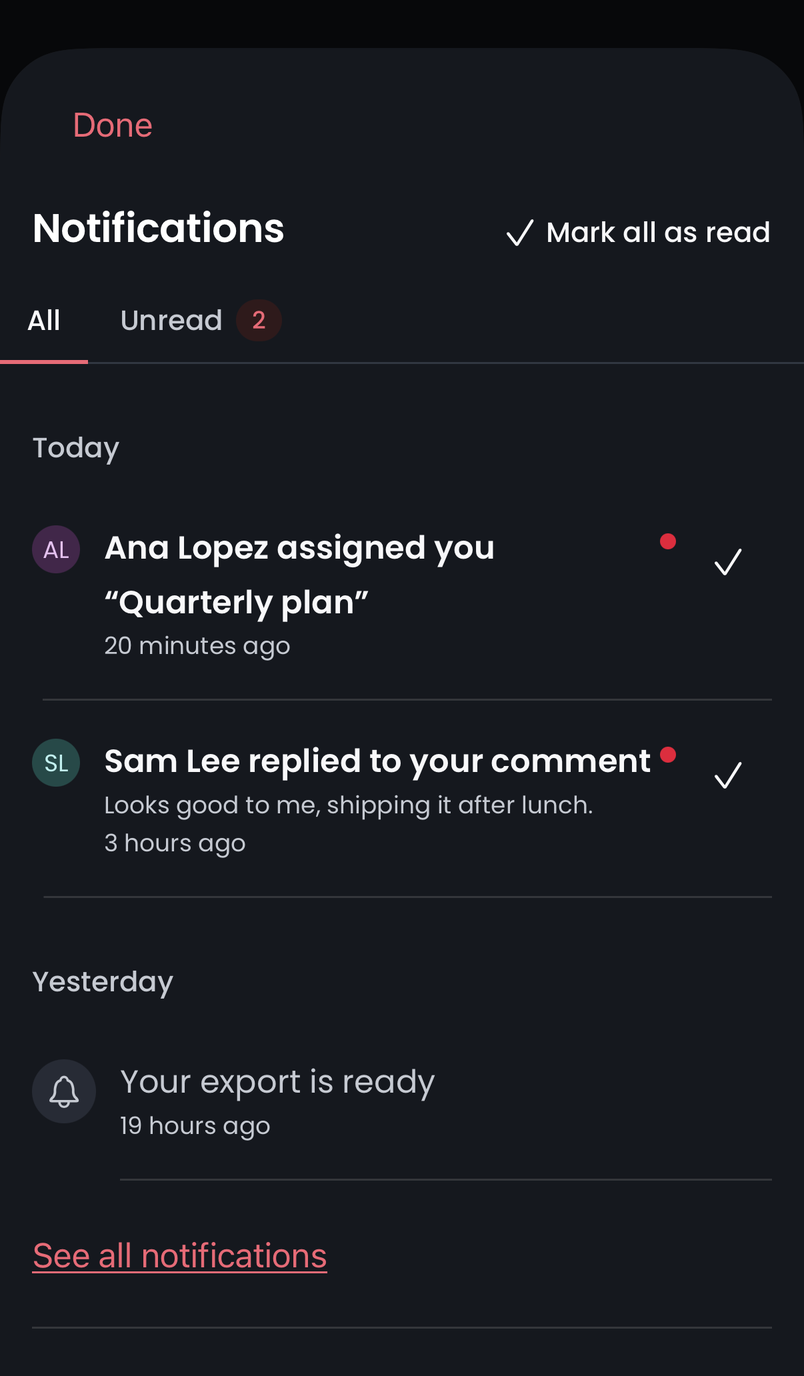 Done
Notifications
Mark all as read
All
Unread 2
Today
AL
Ana Lopez assigned you
“Quarterly plan”
20 minutes ago
SL
Sam Lee replied to your comment
Looks good to me, shipping it after lunch.
3 hours ago
Yesterday
Your export is ready
19 hours ago
See all notifications